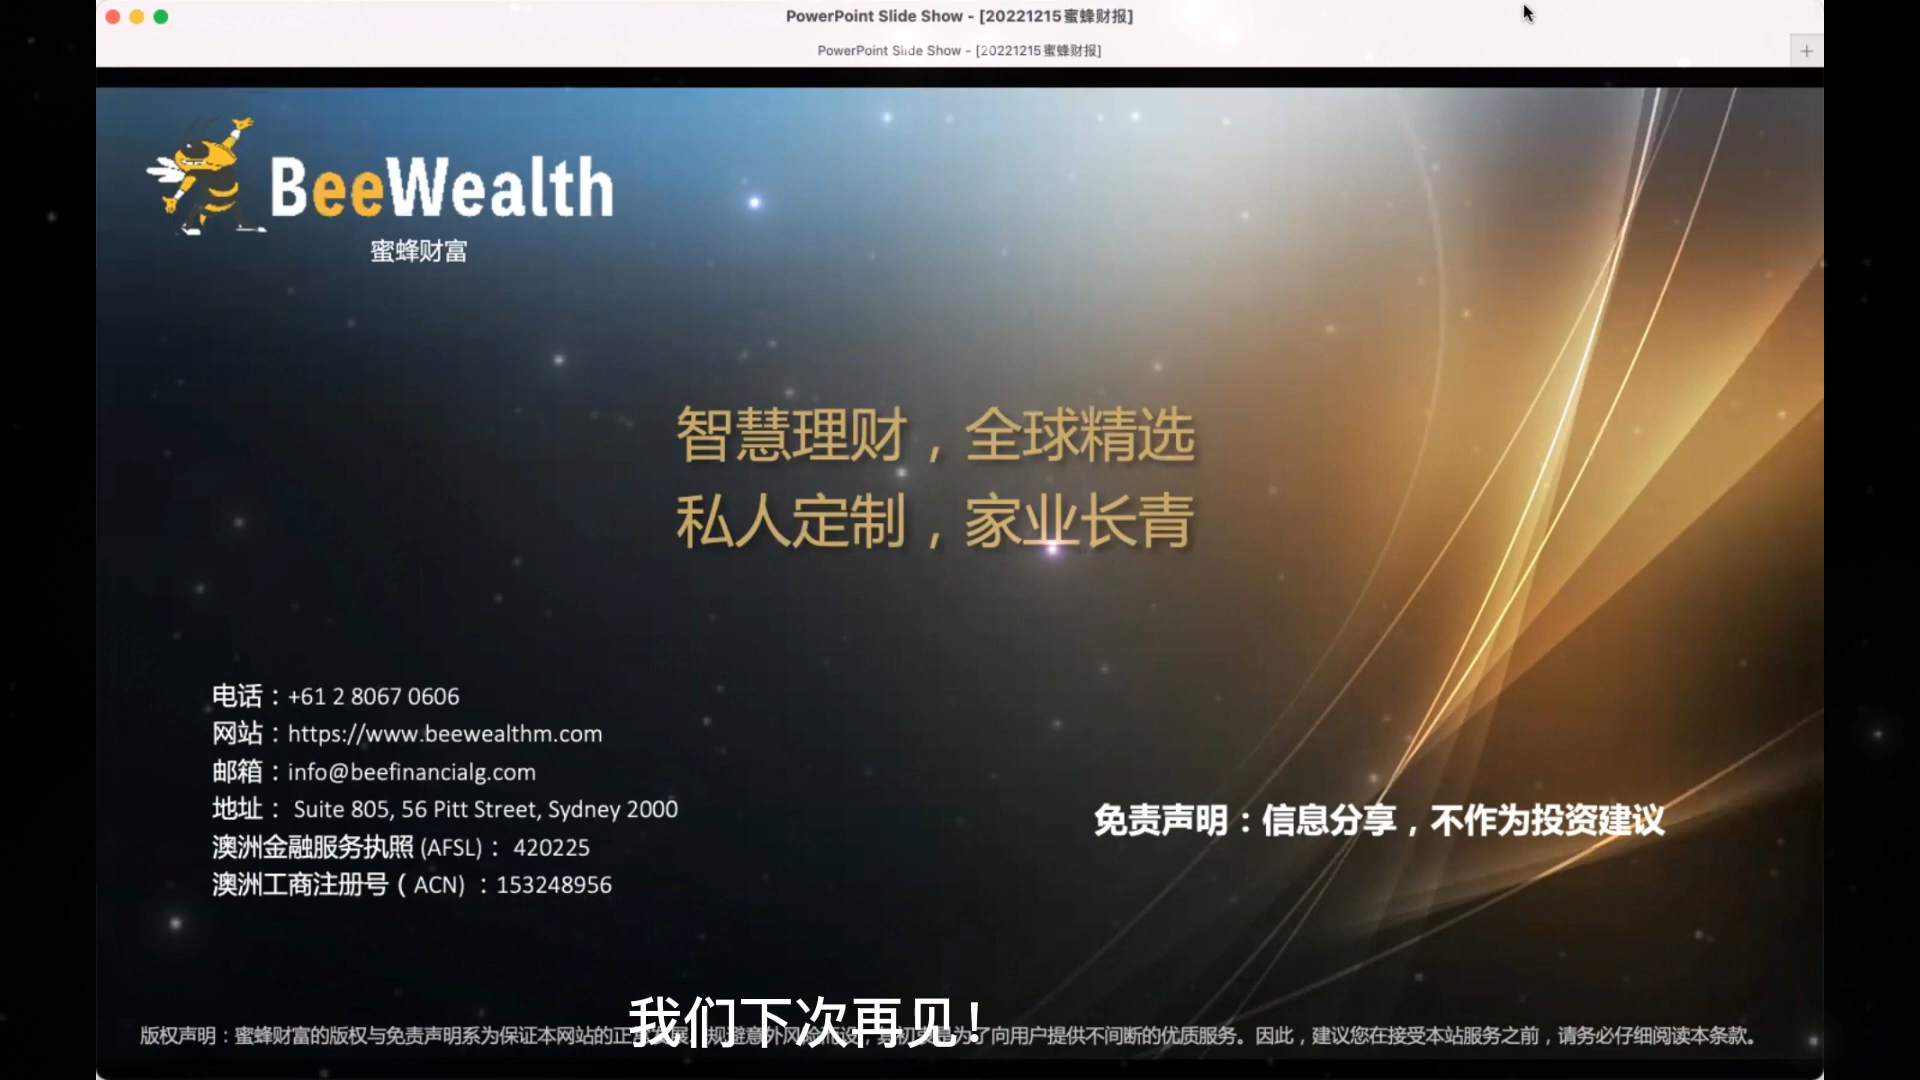 PowerPoint Slide Show - [20221215蜜蜂财报]
PowerPoint Slide Show - [20221215蜜蜂财报]
BeeWealth
蜜蜂财富
智慧理财，全球精选
私人定制，家业长青
电话：+61 2 8067 0606
网站：https://www.beewealthm.com
邮箱：info@beefinancialg.com
地址： Suite 805, 56 Pitt Street, Sydney 2000
澳洲金融服务执照 (AFSL)： 420225
澳洲工商注册号（ ACN) ：153248956
免责声明：信息分享，不作为投资建议
我们下次再见！
版权声明：蜜蜂财富的版权与免责声明系为保证本网站的正 规避意外风险 为了向用户提供不间断的优质服务。因此，建议您在接受本站服务之前，请务必仔细阅读本条款。